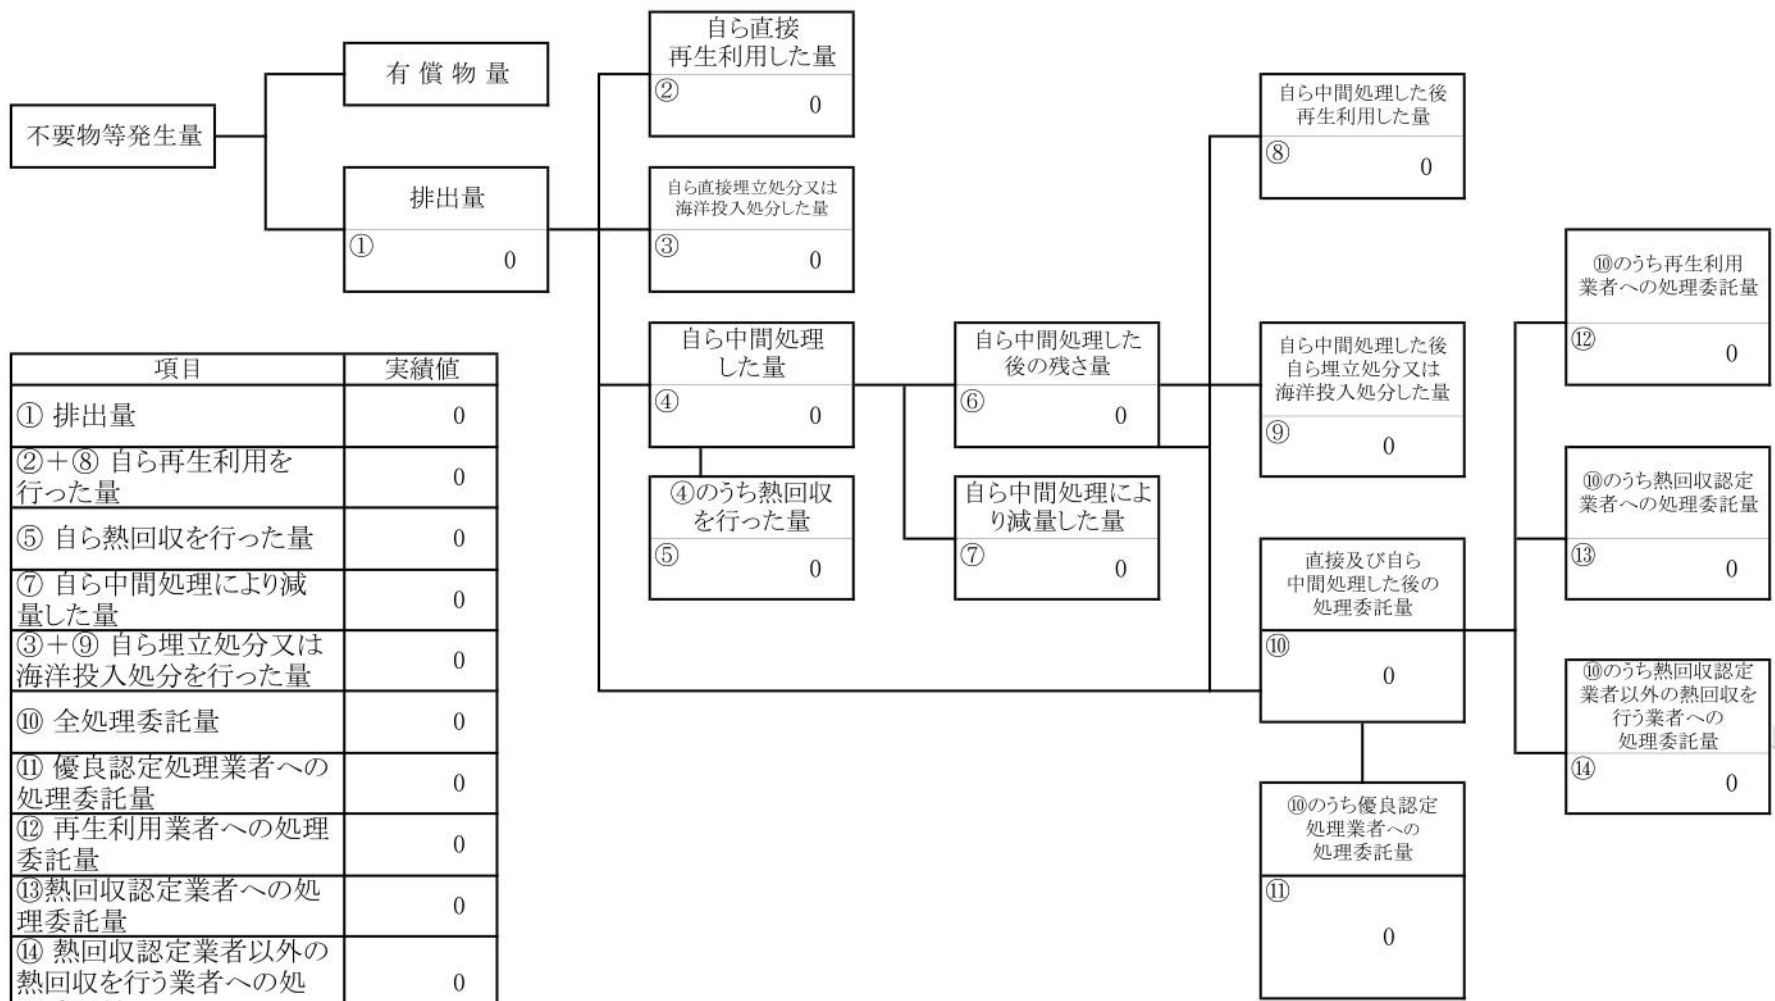 不要物等発生量
有 償 物 量
排出量
①
0
自ら直接
再生利用した量
②
0
自ら直接埋立処分又は
海洋投入処分した量
③
0
自ら中間処理
した量
④
0
④のうち熱回収
を行った量
⑤
0
自ら中間処理した
後の残さ量
⑥
0
自ら中間処理によ
り減量した量
⑦
0
自ら中間処理した後
再生利用した量
⑧
0
自ら中間処理した後
自ら埋立処分又は
海洋投入処分した量
⑨
0
直接及び自ら
中間処理した後の
処理委託量
⑩
0
⑩のうち優良認定
処理業者への
処理委託量
⑪
0
⑩のうち再生利用
業者への処理委託量
⑫
0
⑩のうち熱回収認定
業者への処理委託量
⑬
0
⑩のうち熱回収認定
業者以外の熱回収を
行う業者への
処理委託量
⑭
0
項目 実績値
① 排出量 0
②+⑧ 自ら再生利用を
行った量 0
⑤ 自ら熱回収を行った量 0
⑦ 自ら中間処理により減
量した量 0
③+⑨ 自ら埋立処分又は
海洋投入処分を行った量 0
⑩ 全処理委託量 0
⑪ 優良認定処理業者への
処理委託量 0
⑫ 再生利用業者への処理
委託量 0
⑬熱回収認定業者への処
理委託量 0
⑭ 熱回収認定業者以外の
熱回収を行う業者への処 0